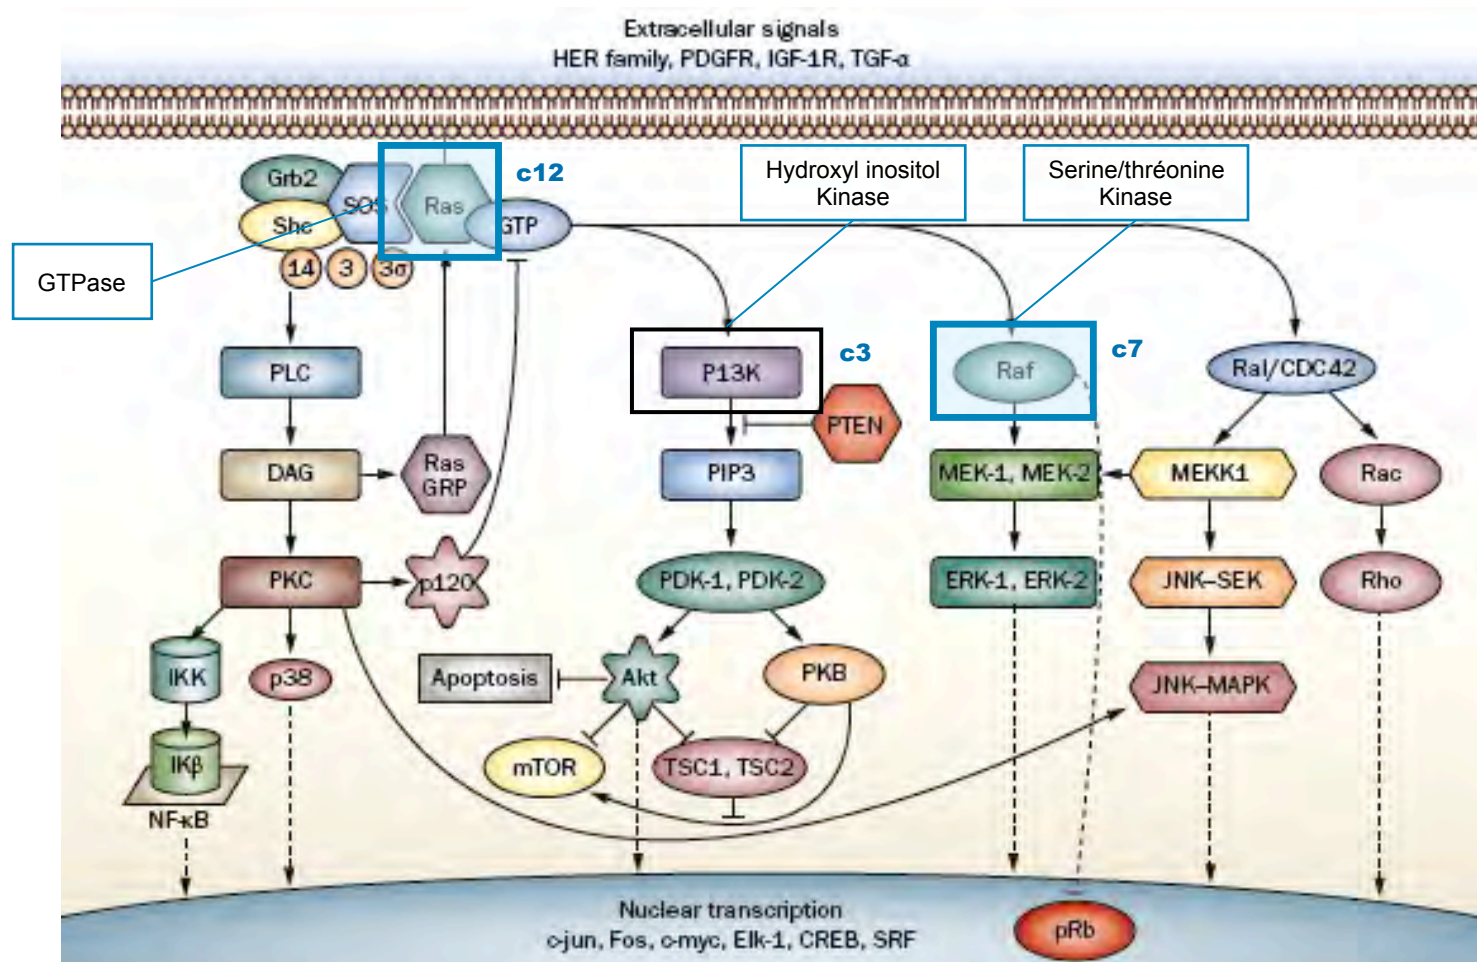 Extracellular signals
HER family, PDGFR, IGF-1R, TGF-α
Grb2
SOS
Ras
c12
Shc
GTP
14
3
3σ
GTPase
Hydroxyl inositol
Kinase
Serine/thréonine
Kinase
PLC
P13K
c3
Raf
c7
Ral/CDC42
PTEN
DAG
Ras
GRP
PIP3
MEK-1, MEK-2
MEKK1
Rac
PKC
p120
PDK-1, PDK-2
ERK-1, ERK-2
JNK–SEK
Rho
IKK
p38
Apoptosis
Akt
PKB
JNK–MAPK
IKβ
mTOR
TSC1, TSC2
NF-κB
Nuclear transcription
c-jun, Fos, c-myc, Elk-1, CREB, SRF
pRb